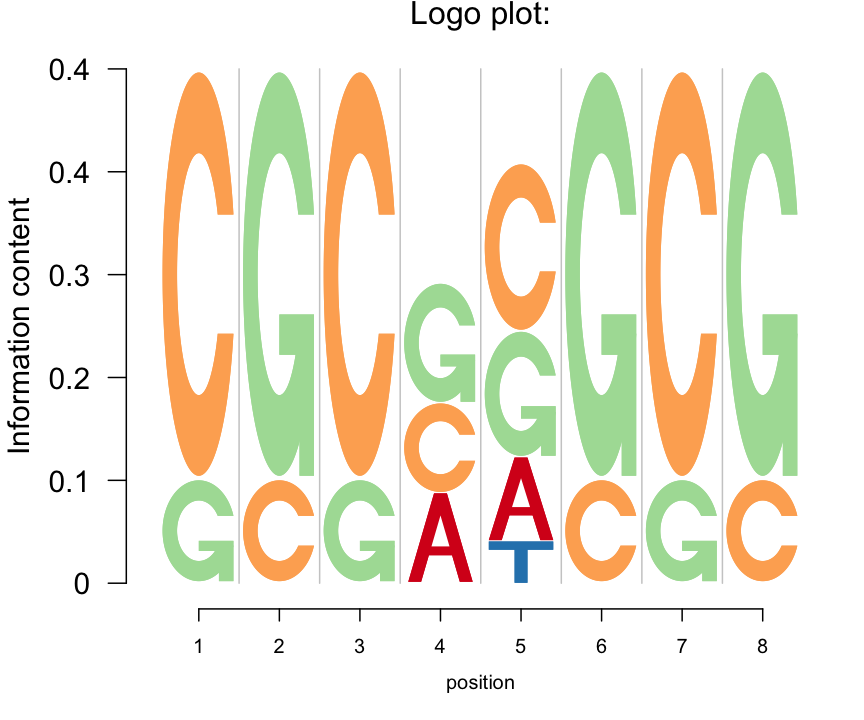 Logo plot:
Information content
0.4
0.4
0.3
0.2
0.1
0
C G C G C G C G
G C G C G C G C
A A
T
1 2 3 4 5 6 7 8
position